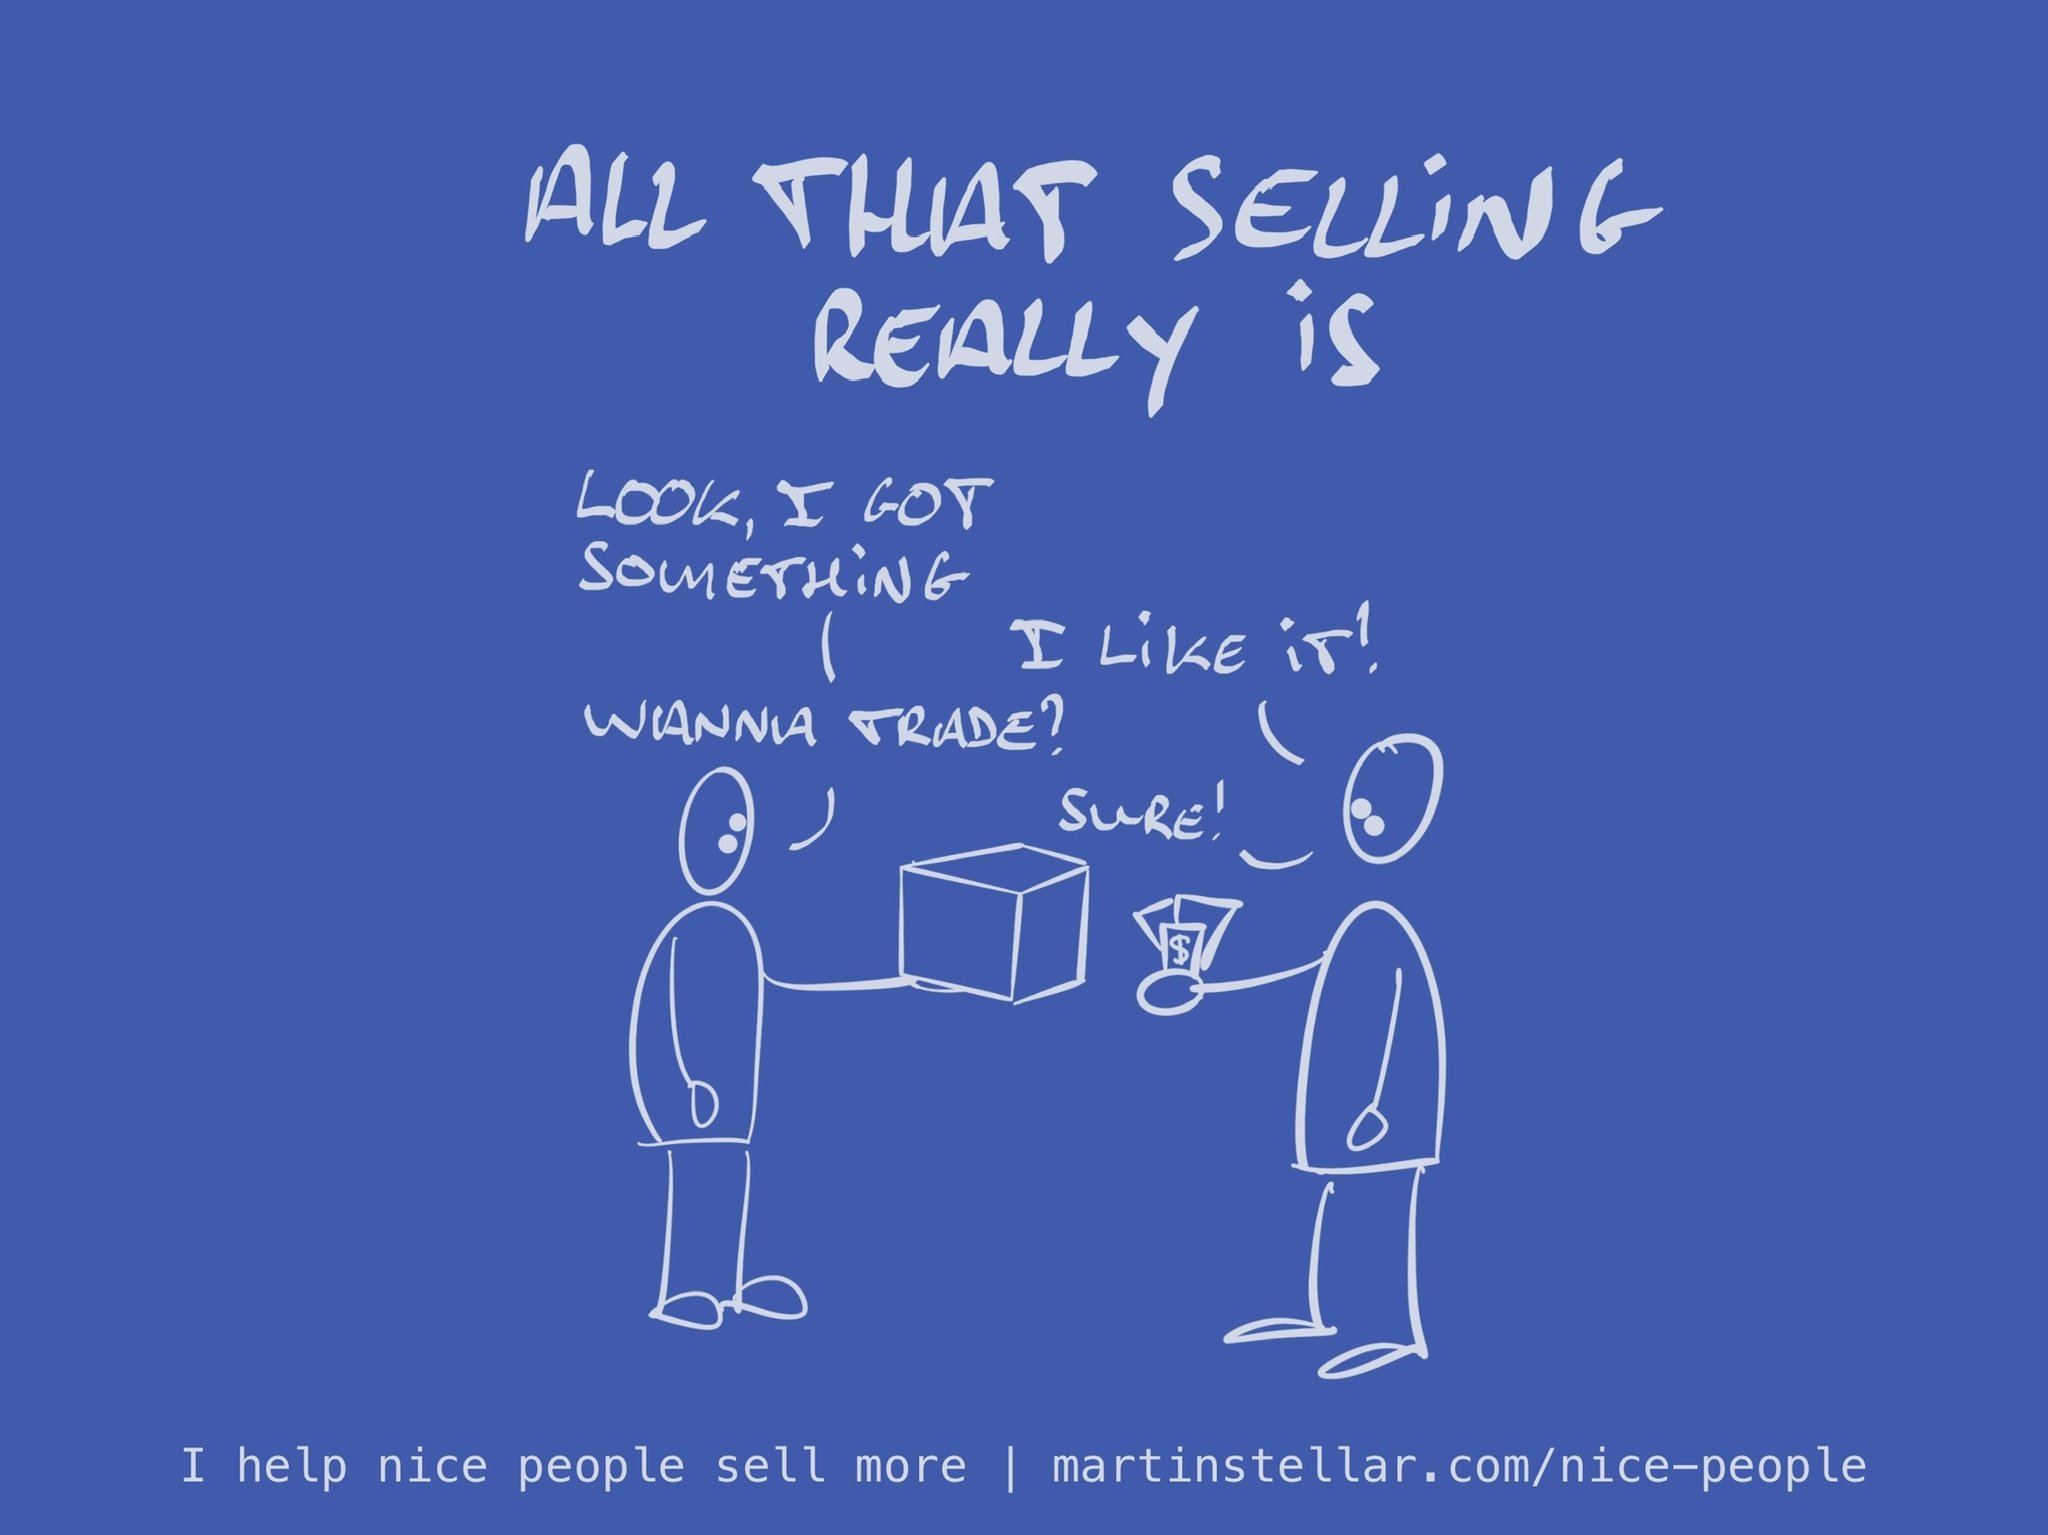 ALL THAT SELLING
REALLY IS
LOOK, I GOT
SOMETHING
I LIKE IT!
WANNA TRADE?
SURE!
$
I help nice people sell more | martinstellar.com/nice-people